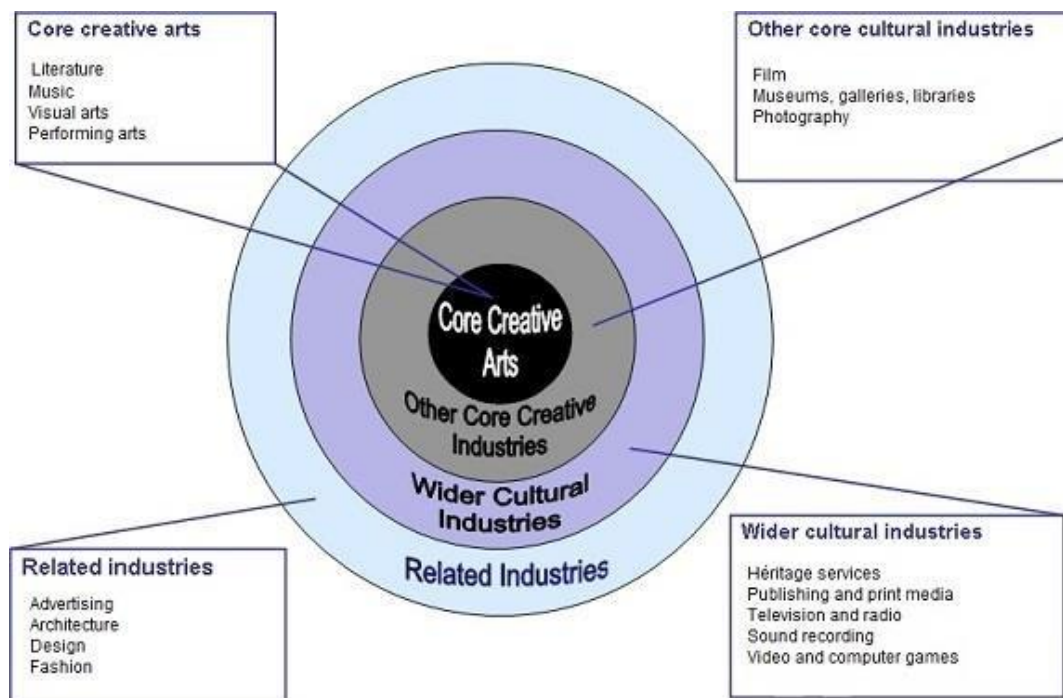 Core creative arts
Literature
Music
Visual arts
Performing arts
Other core cultural industries
Film
Museums, galleries, libraries
Photography
Core Creative
Arts
Other Core Creative
Industries
Wider Cultural
Industries
Related Industries
Related industries
Advertising
Architecture
Design
Fashion
Wider cultural industries
Héritage services
Publishing and print media
Television and radio
Sound recording
Video and computer games